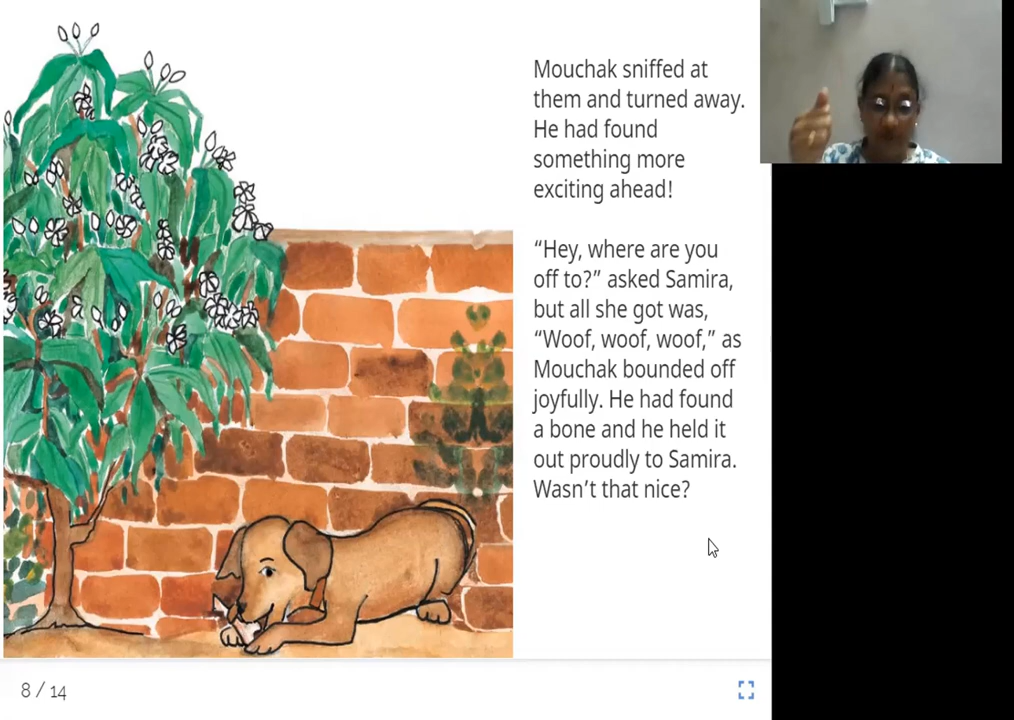 Mouchak sniffed at
them and turned away.
He had found
something more
exciting ahead!
“Hey, where are you
off to?” asked Samira,
but all she got was,
“Woof, woof, woof,” as
Mouchak bounded off
joyfully. He had found
a bone and he held it
out proudly to Samira.
Wasn’t that nice?
8 / 14